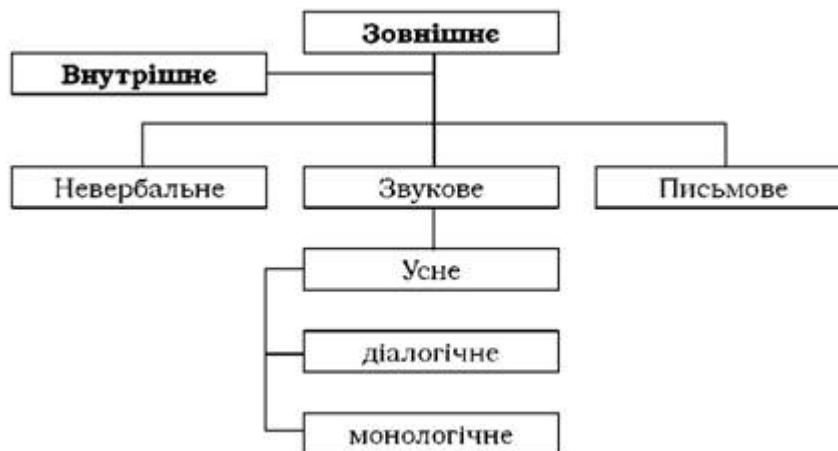 Зовнішнє
Внутрішнє
Невербальне
Звукове
Письмове
Усне
діалогічне
монологічне